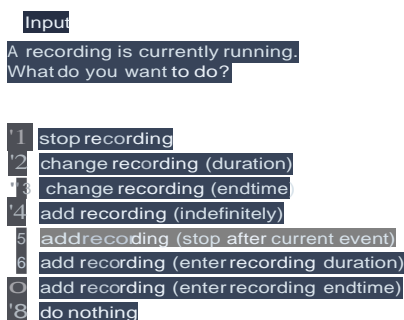 Input
A recording is currently running.
What do you want to do?
1 stop recording
2 change recording (duration)
3 change recording (endtime
4 add recording (indefinitely)
5 add recording (stop after current event)
6 add recording (enter recording duration)
add recording (enter recording endtime)
8 do nothing